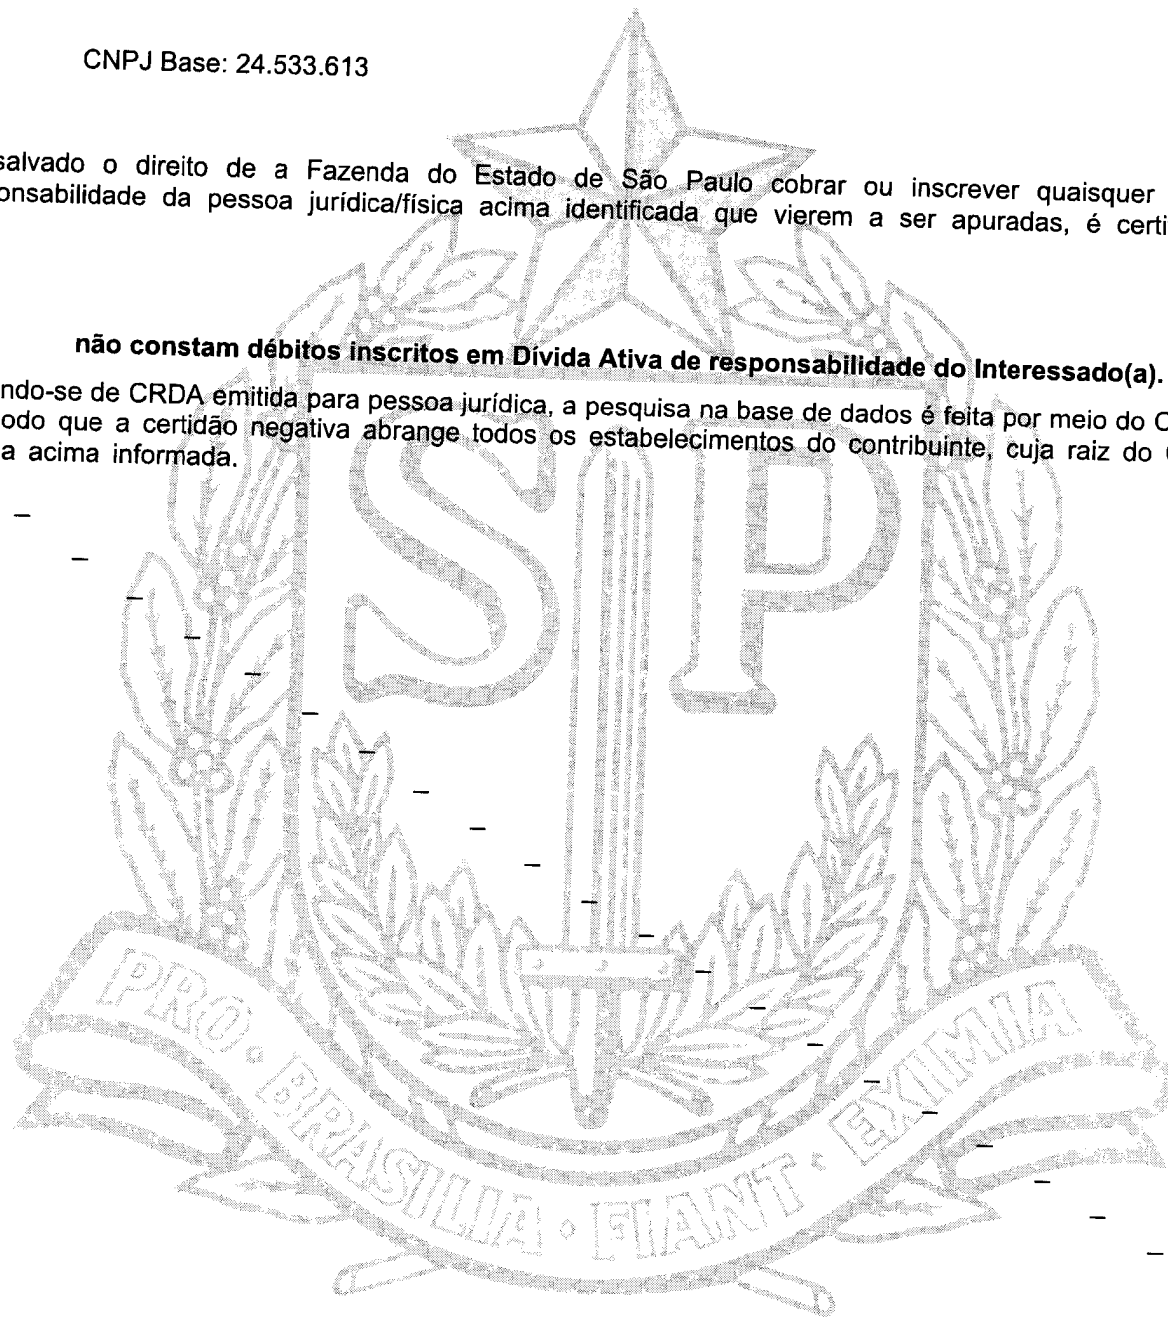 CNPJ Base: 24.533.613
salvado o direito de a Fazenda do Estado de São Paulo cobrar ou inscrever quaisquer
onsabilidade da pessoa jurídica/física acima identificada que vierem a ser apuradas, é certi
não constam débitos inscritos em Dívida Ativa de responsabilidade do Interessado(a).
ndo-se de CRDA emitida para pessoa jurídica, a pesquisa na base de dados é feita por meio do C
odo que a certidão negativa abrange todos os estabelecimentos do contribuinte, cuja raiz do
a acima informada.
SP
PRO · BRASILIA · FIANT · EXIMIA